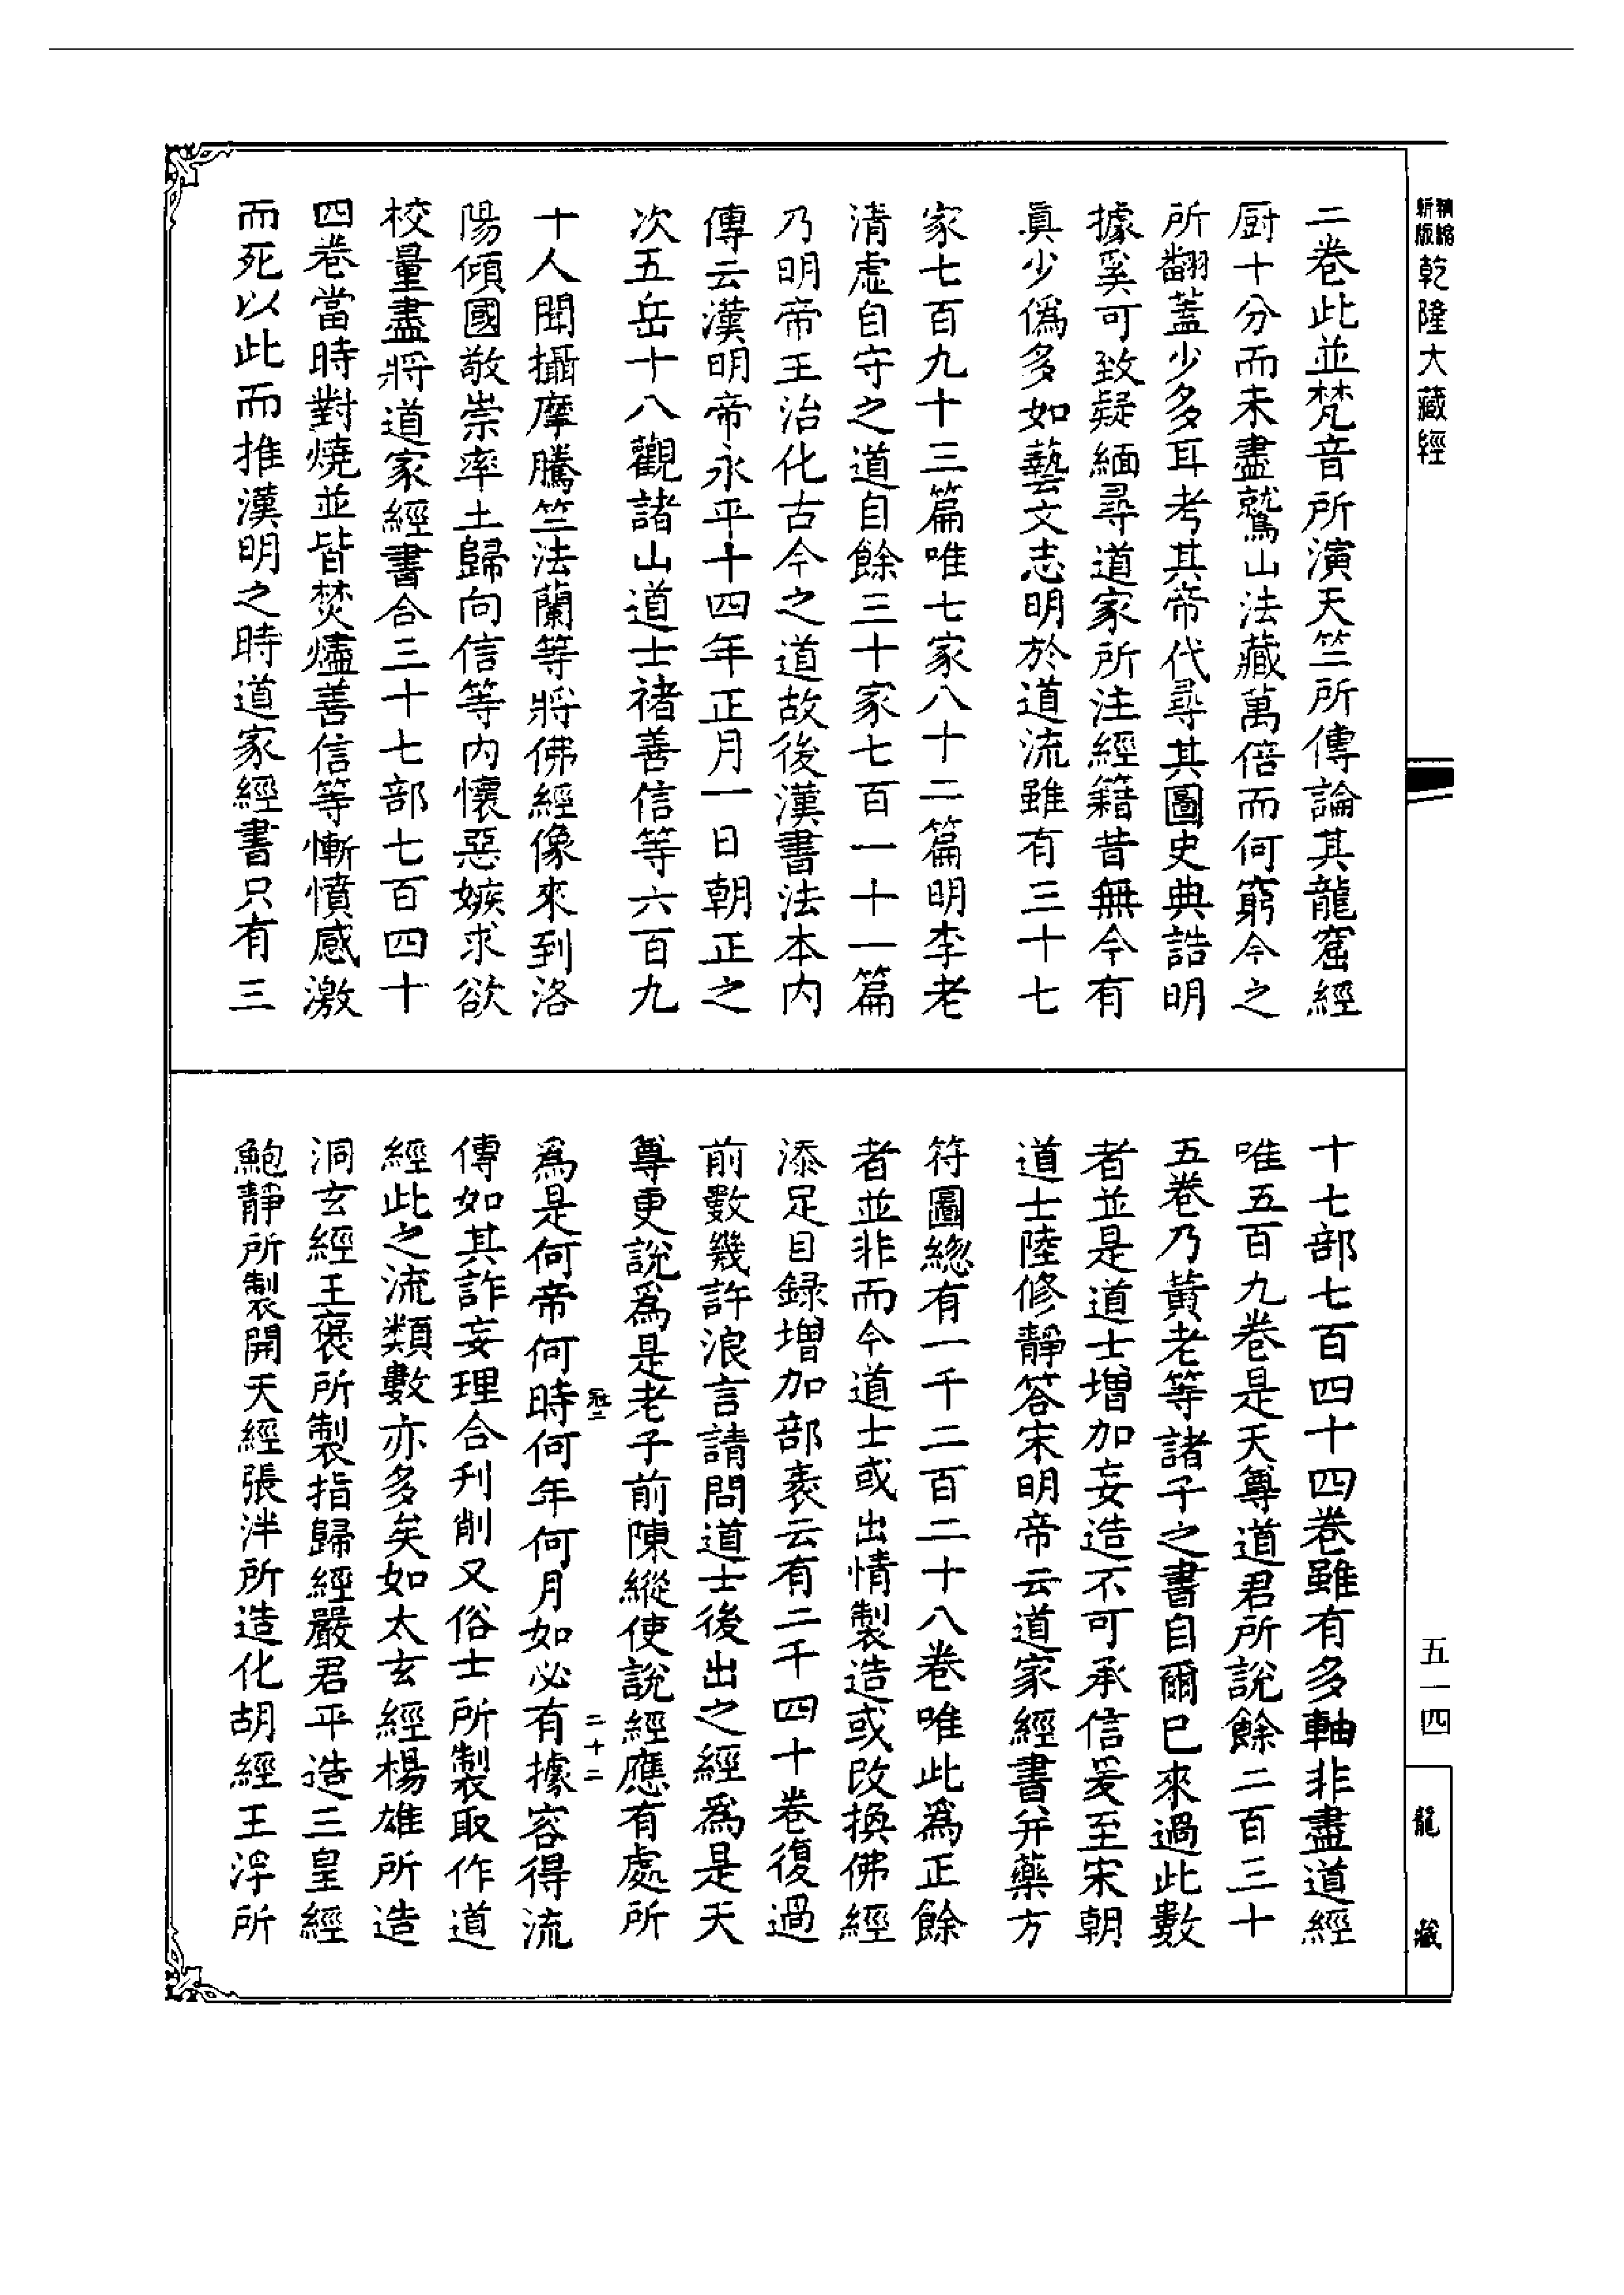 精縮
新版
乾隆大藏經
二卷此並梵音所演天竺所傳論其龍窟經
厨十分而未盡鷲山法藏萬倍而何窮今之
所翻蓋少多耳考其帝代尋其圖史典誥明
據奚可致疑緬尋道家所注經籍昔無今有
眞少僞多如藝文志明於道流雖有三十七
家七百九十三篇唯七家八十二篇明李老
清虛自守之道自餘三十家七百一十一篇
乃明帝王治化古今之道故後漢書法本內
傳云漢明帝永平十四年正月一日朝正之
次五岳十八觀諸山道士褚善信等六百九
十人聞攝摩騰竺法蘭等將佛經像來到洛
陽傾國敬崇率土歸向信等內懷惡嫉求欲
校量盡將道家經書合三十七部七百四十
四卷當時對燒並皆焚燼善信等慚憤感激
而死以此而推漢明之時道家經書只有三
十七部七百四十四卷雖有多軸非盡道經
唯五百九卷是天尊道君所說餘二百三十
五卷乃黃老等諸子之書自爾已來過此數
者並是道士增加妄造不可承信爰至宋朝
道士陸修靜答宋明帝云道家經書并藥方
符圖總有一千二百二十八卷唯此爲正餘
者並非而今道士或出情製造或改換佛經
添足目録增加部袠云有二千四十卷復過
前數幾許浪言請問道士後出之經爲是天
尊更說爲是老子前陳縱使說經應有處所
二十二
爲是何帝何時何年何月如必有據容得流
傳如其詐妄理合刋削又俗士所製取作道
經此之流類數亦多矣如太玄經楊雄所造
洞玄經王褒所製指歸經嚴君平造三皇經
鮑靜所製開天經張泮所造化胡經王浮所
五一四
龍藏